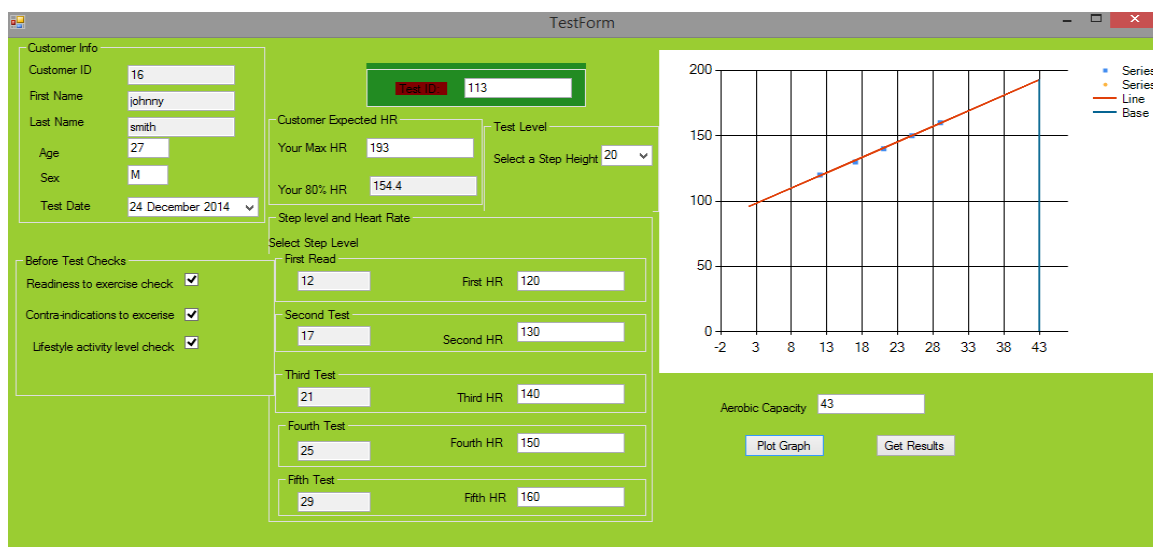 TestForm
Customer Info
Customer ID 16
First Name johnny
Last Name smith
Age 27
Sex M
Test Date 24 December 2014
Test ID 113
Customer Expected HR
Your Max HR 193
Your 80% HR 154.4
Test Level
Select a Step Height 20
Before Test Checks
Readiness to exercise check
Contra-indications to excerise
Lifestyle activity level check
Step level and Heart Rate
Select Step Level
First Read
12 First HR 120
Second Test
17 Second HR 130
Third Test
21 Third HR 140
Fourth Test
25 Fourth HR 150
Fifth Test
29 Fifth HR 160
200
150
100
50
0
-2 3 8 13 18 23 28 33 38 43
Series
Series
Line
Base
Aerobic Capacity 43
Plot Graph Get Results